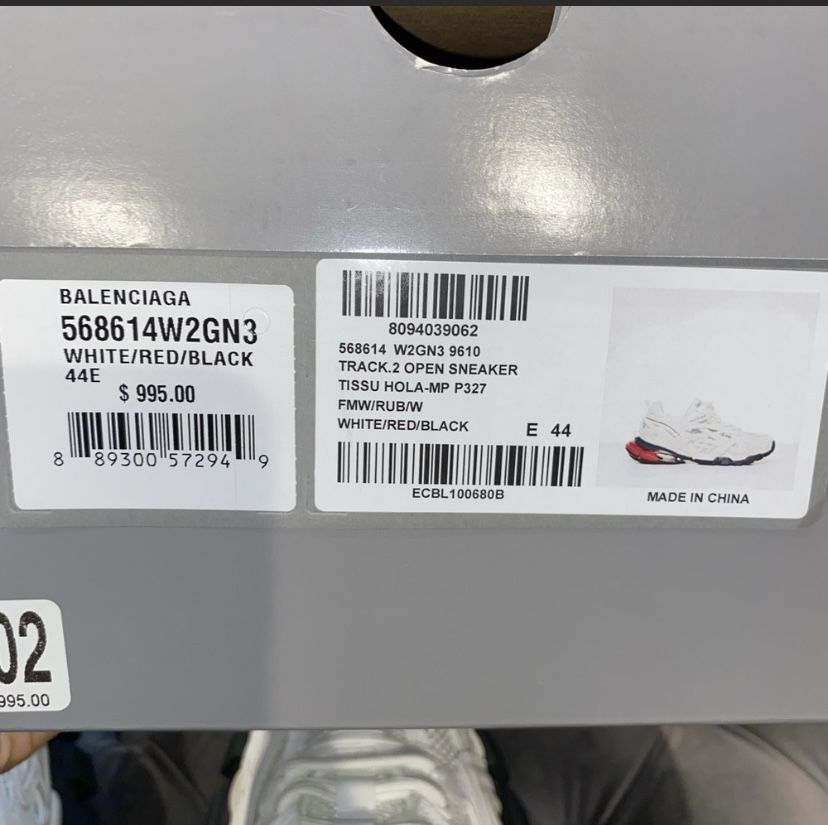 BALENCIAGA
568614W2GN3
WHITE/RED/BLACK
44E
$ 995.00
8 89300 57294 9
8094039062
568614 W2GN3 9610
TRACK.2 OPEN SNEAKER
TISSU HOLA-MP P327
FMW/RUB/W
WHITE/RED/BLACK E 44
ECBL100680B
MADE IN CHINA
02
995.00